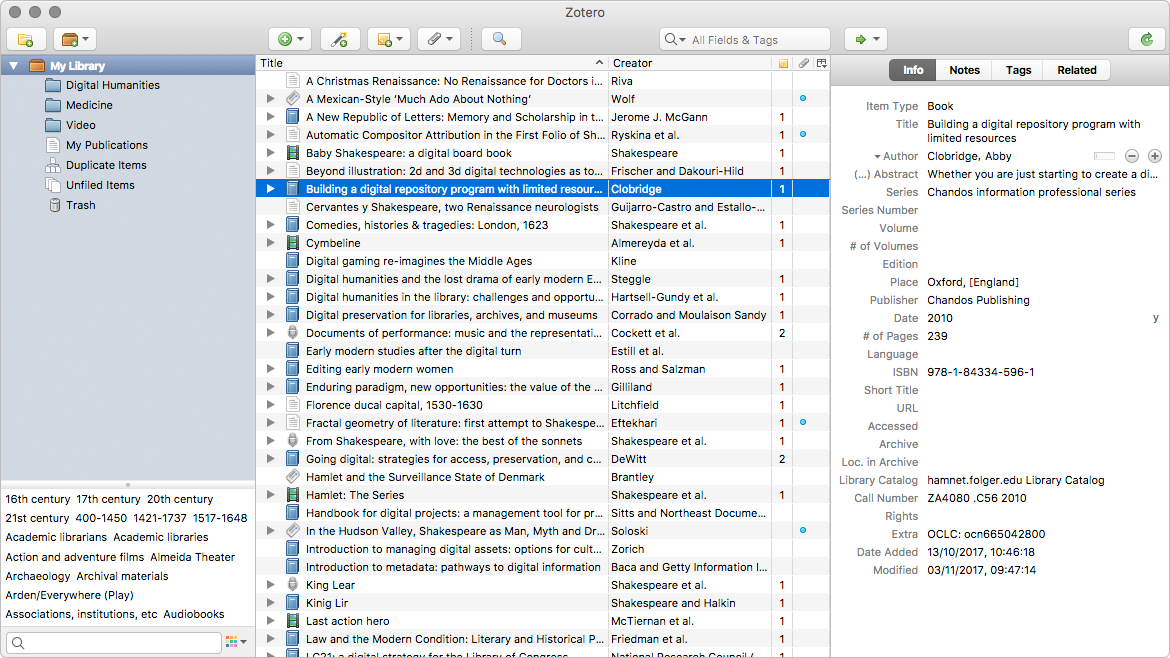 Zotero
All Fields & Tags
My Library
Digital Humanities
Medicine
Video
My Publications
Duplicate Items
Unfiled Items
Trash
16th century 17th century 20th century
21st century 400-1450 1421-1737 1517-1648
Academic librarians Academic libraries
Action and adventure films Almeida Theater
Archaeology Archival materials
Arden/Everywhere (Play)
Associations, institutions, etc Audiobooks
Title Creator
A Christmas Renaissance: No Renaissance for Doctors i... Riva
A Mexican-Style ‘Much Ado About Nothing’ Wolf
A New Republic of Letters: Memory and Scholarship in t... Jerome J. McGann 1
Automatic Compositor Attribution in the First Folio of Sh... Ryskina et al. 1
Baby Shakespeare: a digital board book Shakespeare 1
Beyond illustration: 2d and 3d digital technologies as to... Frischer and Dakouri-Hild 1
Building a digital repository program with limited resour... Clobridge 1
Cervantes y Shakespeare, two Renaissance neurologists Guijarro-Castro and Estallo-...
Comedies, histories & tragedies: London, 1623 Shakespeare et al. 1
Cymbeline Almereyda et al. 1
Digital gaming re-imagines the Middle Ages Kline
Digital humanities and the lost drama of early modern E... Steggle 1
Digital humanities in the library: challenges and opportu... Hartsell-Gundy et al. 1
Digital preservation for libraries, archives, and museums Corrado and Moulaison Sandy 1
Documents of performance: music and the representati... Cockett et al. 2
Early modern studies after the digital turn Estill et al.
Editing early modern women Ross and Salzman 1
Enduring paradigm, new opportunities: the value of the ... Gilliland 1
Florence ducal capital, 1530-1630 Litchfield 1
Fractal geometry of literature: first attempt to Shakespe... Eftekhari 1
From Shakespeare, with love: the best of the sonnets Shakespeare et al. 1
Going digital: strategies for access, preservation, and c... DeWitt 2
Hamlet and the Surveillance State of Denmark Brantley
Hamlet: The Series Shakespeare et al. 1
Handbook for digital projects: a management tool for pr... Sitts and Northeast Docume...
In the Hudson Valley, Shakespeare as Man, Myth and Dr... Soloski
Introduction to managing digital assets: options for cult... Zorich
Introduction to metadata: pathways to digital information Baca and Getty Information I...
King Lear Shakespeare et al. 1
Kinig Lir Shakespeare and Halkin 1
Last action hero McTiernan et al. 1
Law and the Modern Condition: Literary and Historical P... Friedman et al. 1
LC21: a digital strategy for the Library of Congress National Research Council /
Info Notes Tags Related
Item Type Book
Title Building a digital repository program with
limited resources
Author Clobridge, Abby
(...) Abstract Whether you are just starting to create a di...
Series Chandos information professional series
Series Number
Volume
# of Volumes
Edition
Place Oxford, [England]
Publisher Chandos Publishing
Date 2010 y
# of Pages 239
Language
ISBN 978-1-84334-596-1
Short Title
URL
Accessed
Archive
Loc. in Archive
Library Catalog hamnet.folger.edu Library Catalog
Call Number ZA4080 .C56 2010
Rights
Extra OCLC: ocn665042800
Date Added 13/10/2017, 10:46:18
Modified 03/11/2017, 09:47:14